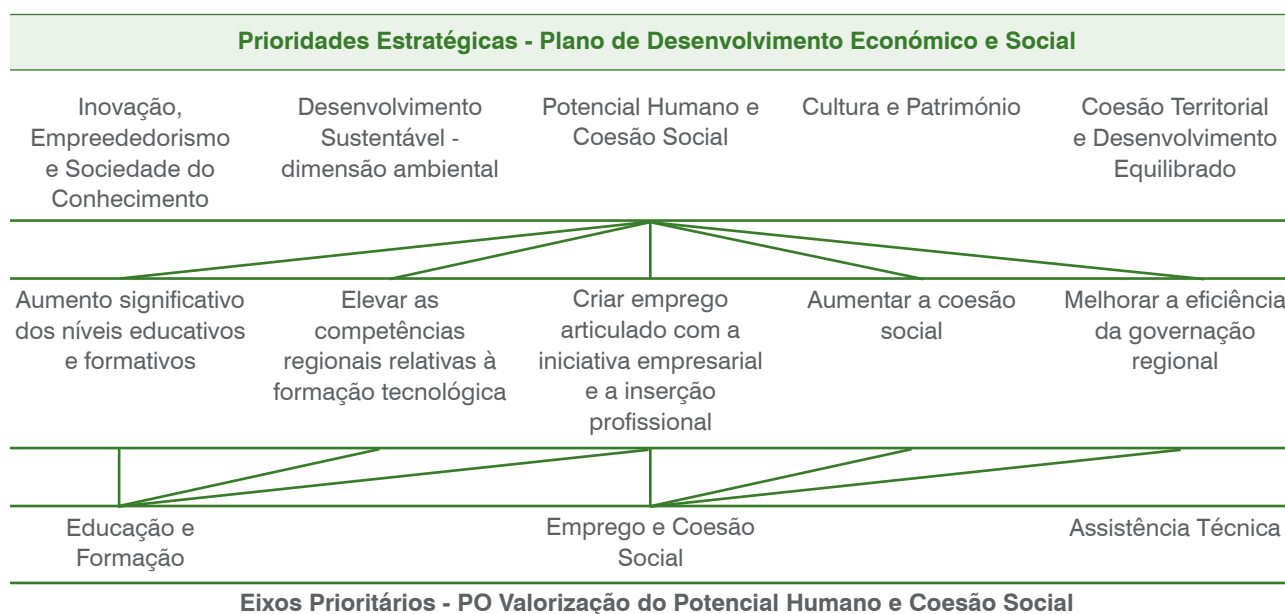 Prioridades Estratégicas - Plano de Desenvolvimento Económico e Social
Inovação,
Empreededorismo
e Sociedade do
Conhecimento
Desenvolvimento
Sustentável -
dimensão ambiental
Potencial Humano e
Coesão Social
Cultura e Património
Coesão Territorial
e Desenvolvimento
Equilibrado
Aumento significativo
dos níveis educativos
e formativos
Elevar as
competências
regionais relativas à
formação tecnológica
Criar emprego
articulado com a
iniciativa empresarial
e a inserção
profissional
Aumentar a coesão
social
Melhorar a eficiência
da governação
regional
Educação e
Formação
Emprego e Coesão
Social
Assistência Técnica
Eixos Prioritários - PO Valorização do Potencial Humano e Coesão Social